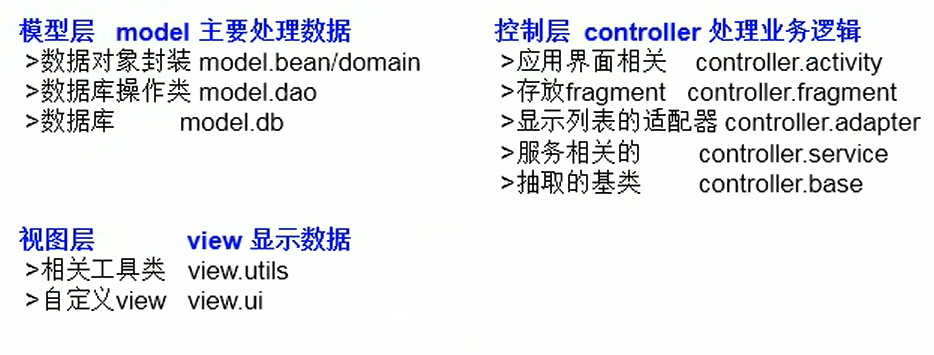 模型层 model 主要处理数据
>数据对象封装 model.bean/domain
>数据库操作类 model.dao
>数据库 model.db
控制层 controller 处理业务逻辑
>应用界面相关 controller.activity
>存放fragment controller.fragment
>显示列表的适配器 controller.adapter
>服务相关的 controller.service
>抽取的基类 controller.base
视图层 view 显示数据
>相关工具类 view.utils
>自定义view view.ui